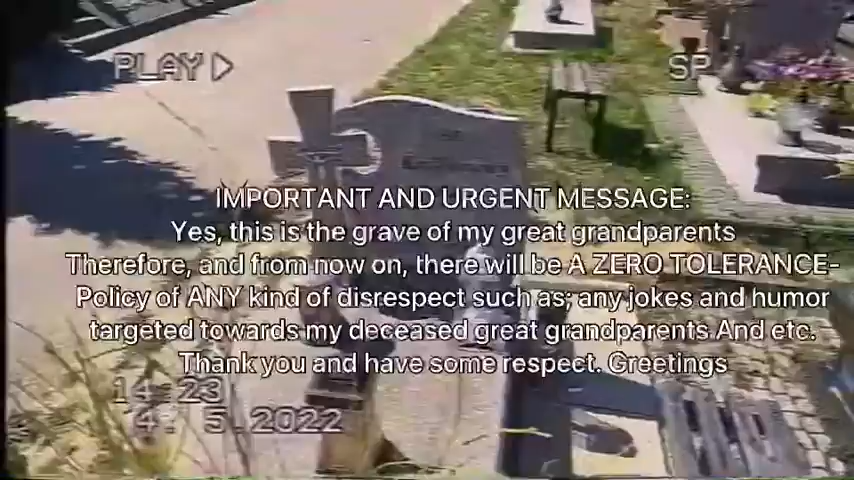 PLAY
SP
IMPORTANT AND URGENT MESSAGE:
Yes, this is the grave of my great grandparents
Therefore, and from now on, there will be A ZERO TOLERANCE-
Policy of ANY kind of disrespect such as; any jokes and humor
targeted towards my deceased great grandparents And etc.
Thank you and have some respect. Greetings
14:23
4. 5.2022